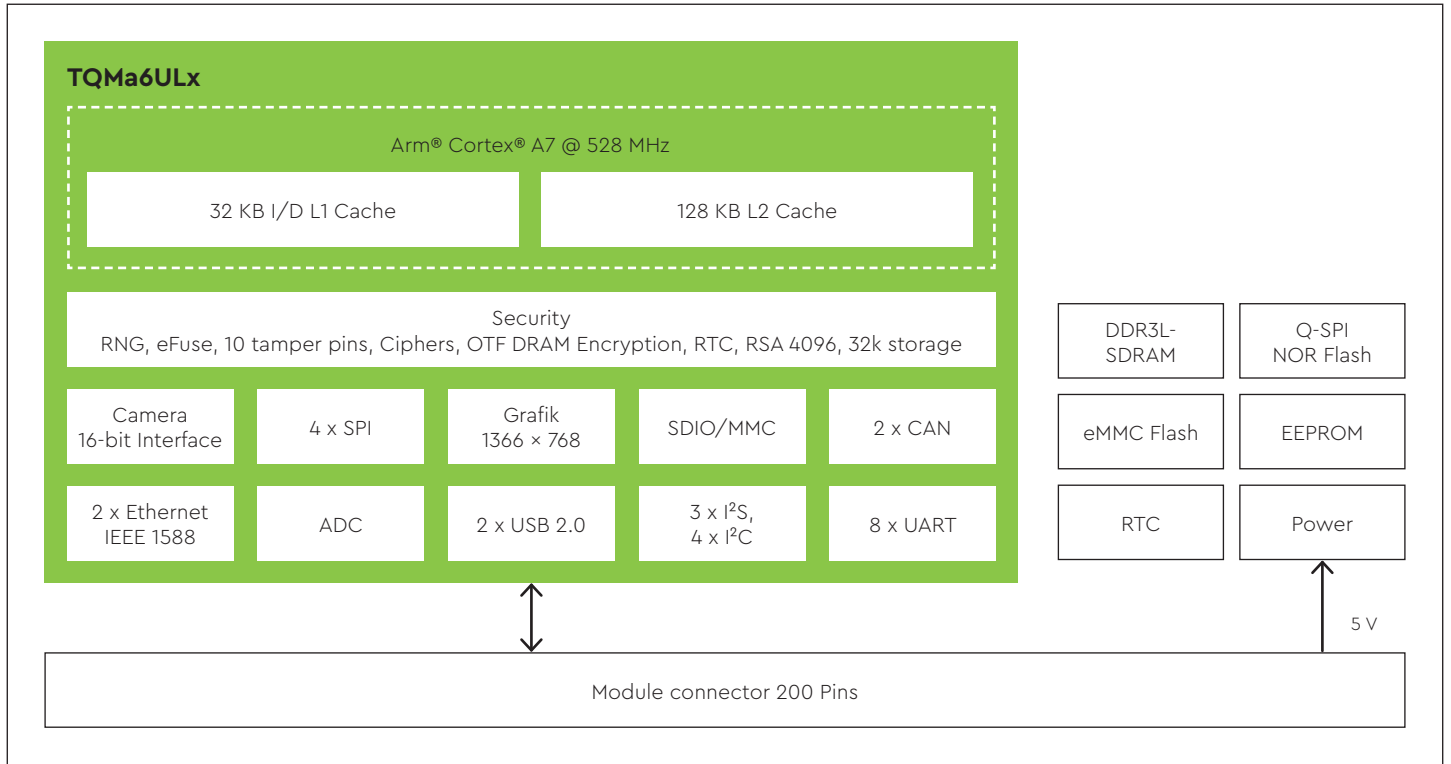 TQMa6ULx
Arm® Cortex® A7 @ 528 MHz
32 KB I/D L1 Cache
128 KB L2 Cache
Security
RNG, eFuse, 10 tamper pins, Ciphers, OTF DRAM Encryption, RTC, RSA 4096, 32k storage
Camera
16-bit Interface
4 x SPI
Grafik
1366 × 768
SDIO/MMC
2 x CAN
2 x Ethernet
IEEE 1588
ADC
2 x USB 2.0
3 x I²S,
4 x I²C
8 x UART
DDR3L-
SDRAM
Q-SPI
NOR Flash
eMMC Flash
EEPROM
RTC
Power
5 V
Module connector 200 Pins